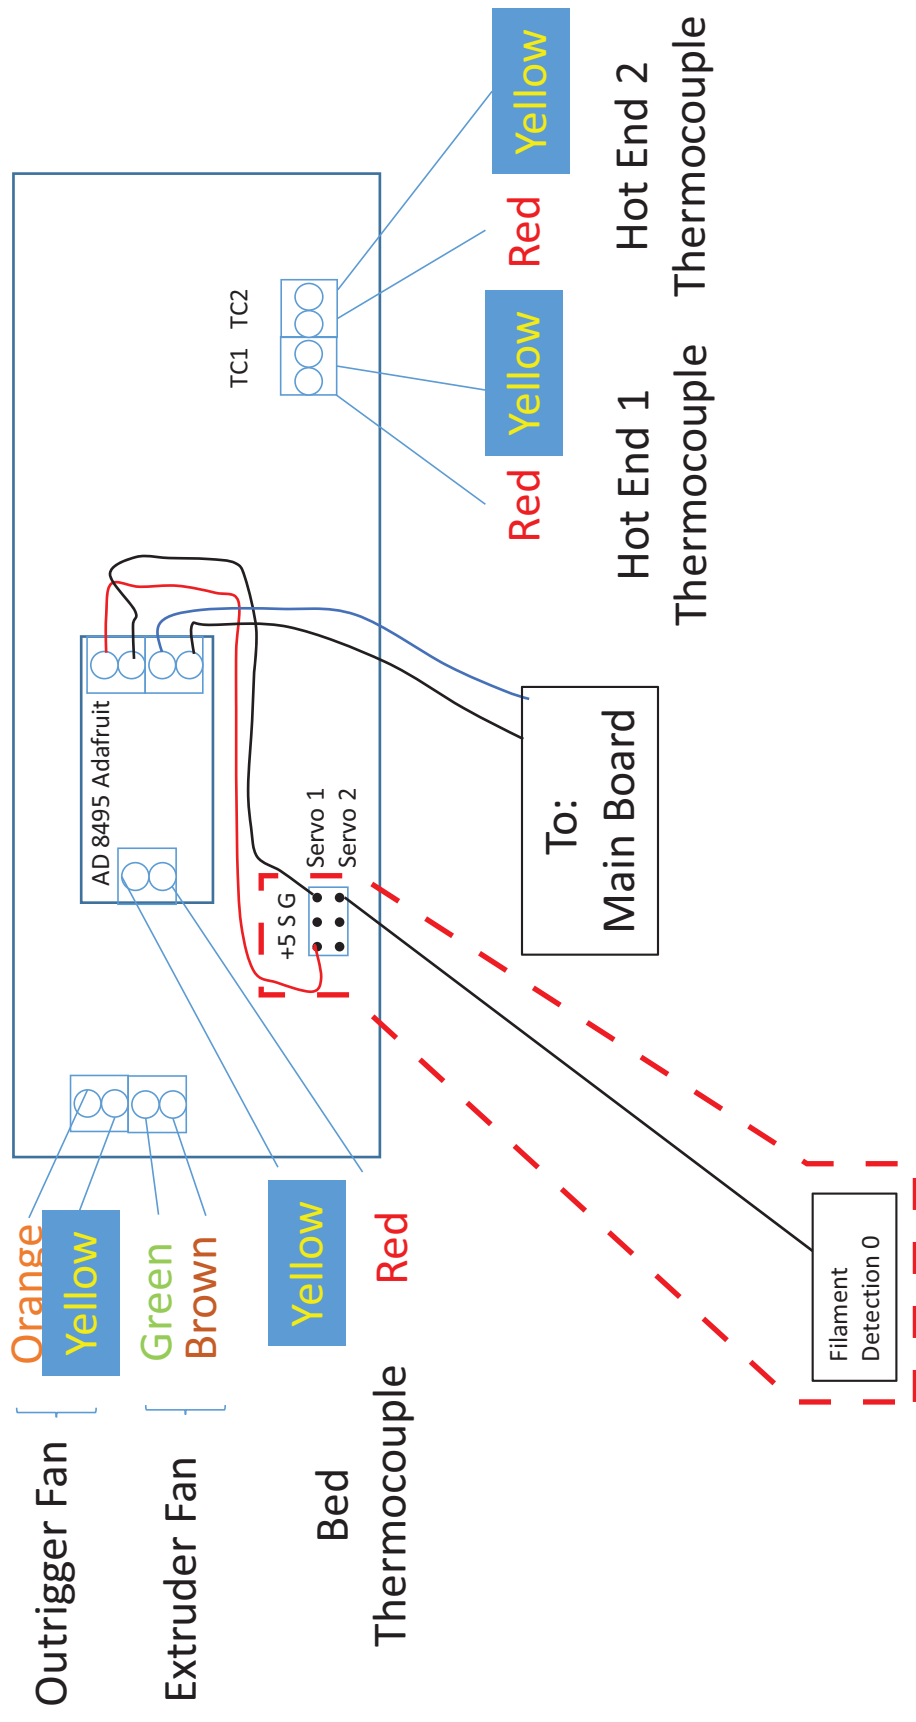 Outrigger Fan
Orange
Yellow
Extruder Fan
Green
Brown
Bed
Thermocouple
Yellow
Red
AD 8495 Adafruit
+5 S G
Servo 1
Servo 2
TC1 TC2
Filament
Detection 0
To:
Main Board
Red
Yellow
Hot End 1
Thermocouple
Red
Yellow
Hot End 2
Thermocouple